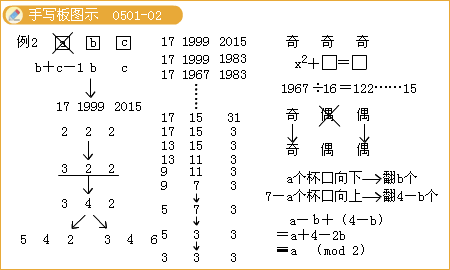 手写板图示 0501-02
例2 a b c
b+c-1 b c
17 1999 2015
2 2 2
3 2 2
3 4 2
5 4 2 3 4 6
17 1999 2015
17 1999 1983
17 1967 1983
……
17 15 31
17 15 3
13 15 3
13 11 3
9 11 3
9 7 3
5 7 3
5 3 3
3 3 3
奇 奇 奇
x²+□=□
1967÷16=122……15
奇 偶 偶
奇 偶 偶
a个杯口向下→翻b个
7-a个杯口向上→翻4-b个
a-b+(4-b)
=a+4-2b
≡a (mod 2)